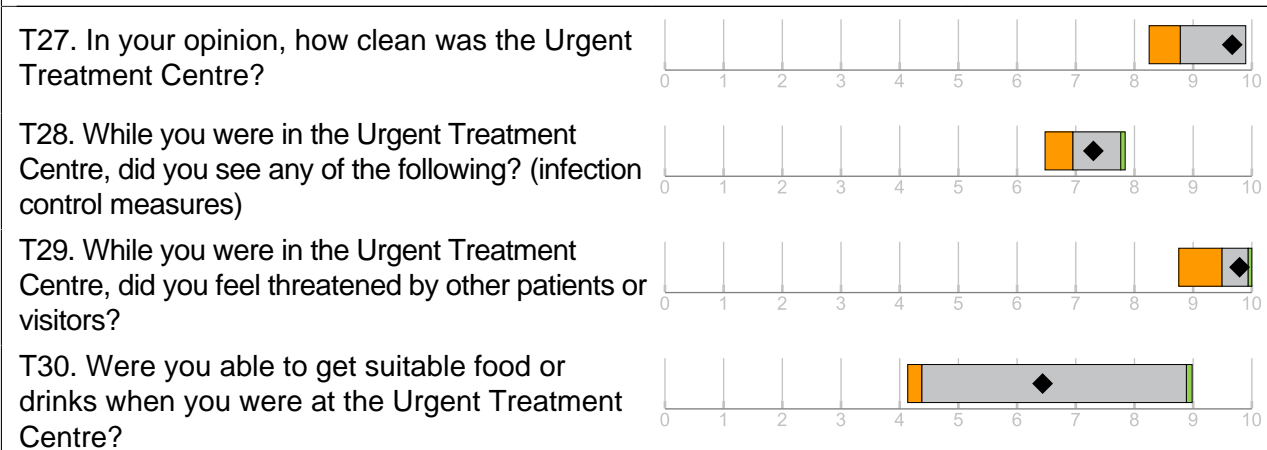 T27. In your opinion, how clean was the Urgent
Treatment Centre?
0 1 2 3 4 5 6 7 8 9 10
T28. While you were in the Urgent Treatment
Centre, did you see any of the following? (infection
control measures)
0 1 2 3 4 5 6 7 8 9 10
T29. While you were in the Urgent Treatment
Centre, did you feel threatened by other patients or
visitors?
0 1 2 3 4 5 6 7 8 9 10
T30. Were you able to get suitable food or
drinks when you were at the Urgent Treatment
Centre?
0 1 2 3 4 5 6 7 8 9 10